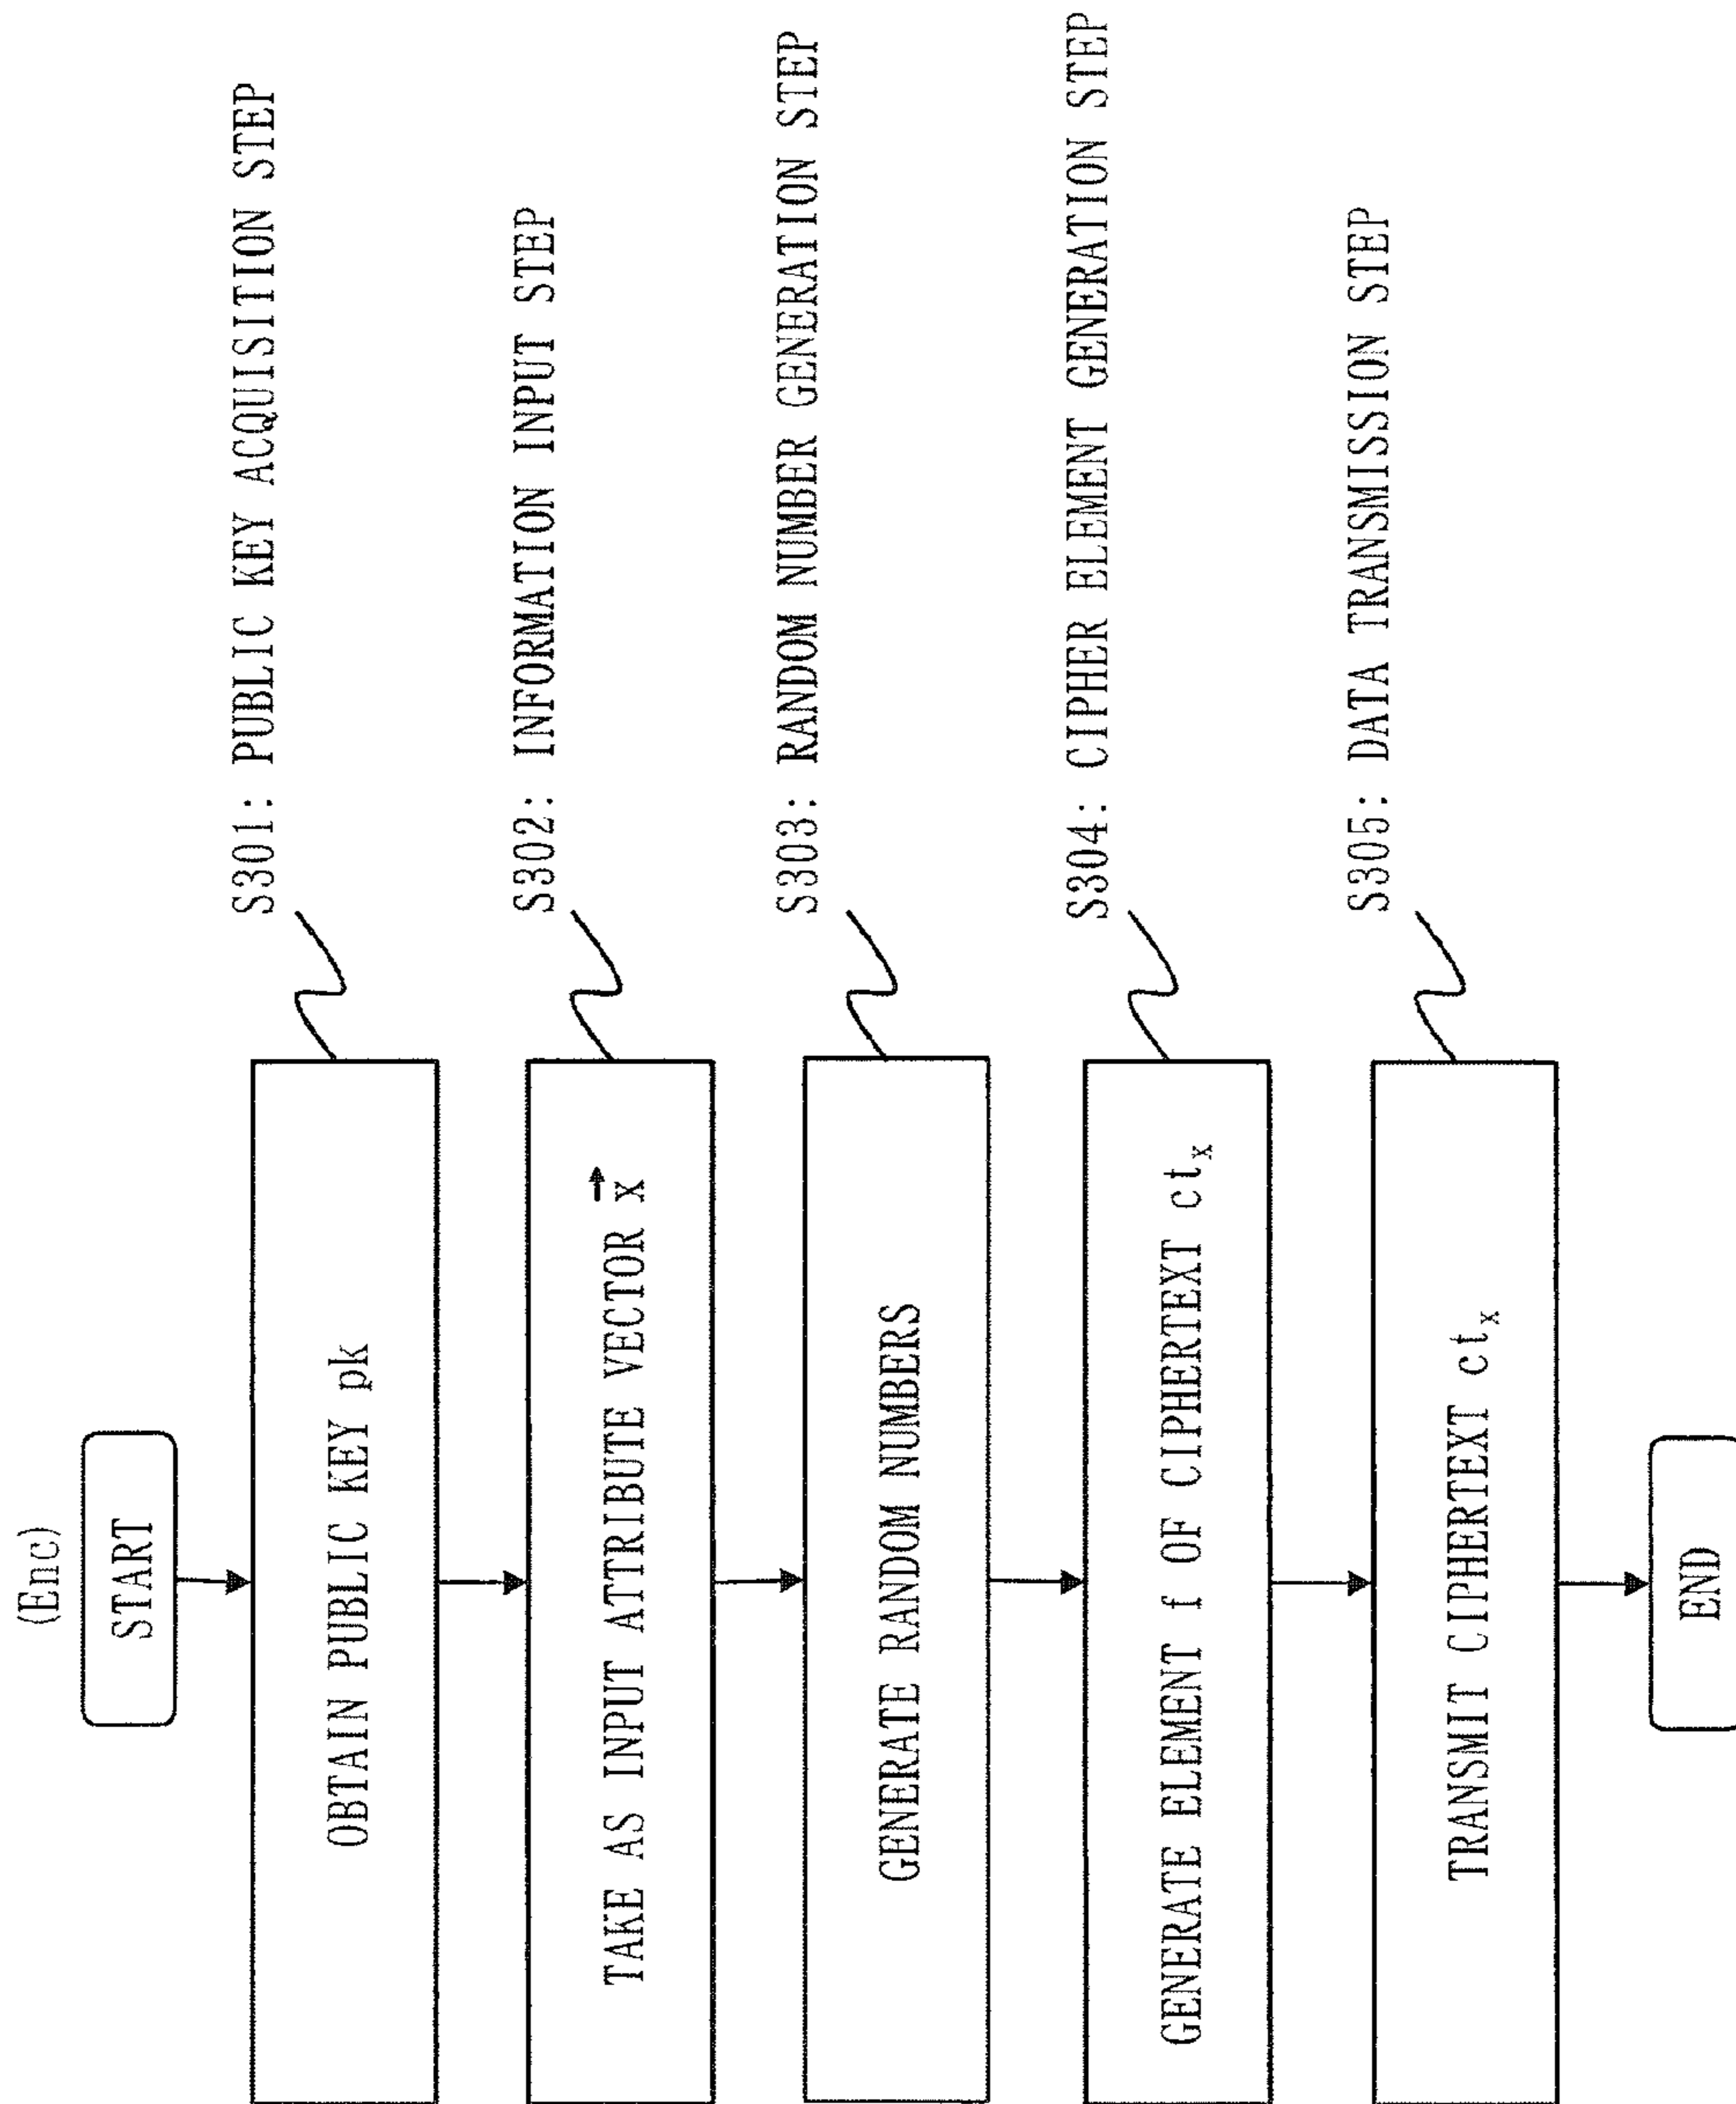 (Enc)
START
OBTAIN PUBLIC KEY pk
S301: PUBLIC KEY ACQUISITION STEP
TAKE AS INPUT ATTRIBUTE VECTOR x⃗
S302: INFORMATION INPUT STEP
GENERATE RANDOM NUMBERS
S303: RANDOM NUMBER GENERATION STEP
GENERATE ELEMENT f OF CIPHERTEXT ctₓ
S304: CIPHER ELEMENT GENERATION STEP
TRANSMIT CIPHERTEXT ctₓ
S305: DATA TRANSMISSION STEP
END